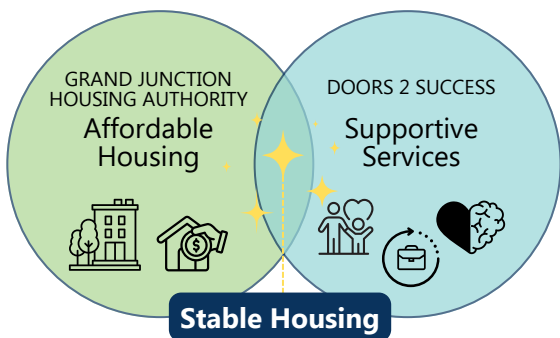 GRAND JUNCTION
HOUSING AUTHORITY
Affordable
Housing
DOORS 2 SUCCESS
Supportive
Services
$
Stable Housing